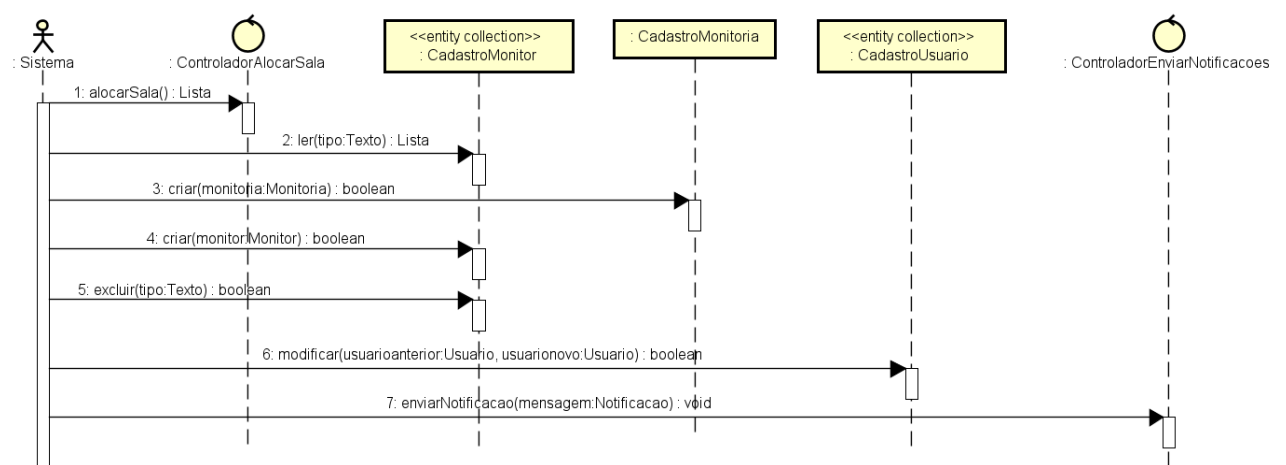 <<entity collection>>
: CadastroMonitor
: CadastroMonitoria
<<entity collection>>
: CadastroUsuario
: Sistema
: ControladorAlocarSala
: ControladorEnviarNotificacoes
1: alocarSala() : Lista
2: ler(tipo:Texto) : Lista
3: criar(monitoria:Monitoria) : boolean
4: criar(monitor:Monitor) : boolean
5: excluir(tipo:Texto) : boolean
6: modificar(usuarioanterior:Usuario, usuarionovo:Usuario) : boolean
7: enviarNotificacao(mensagem:Notificacao) : void